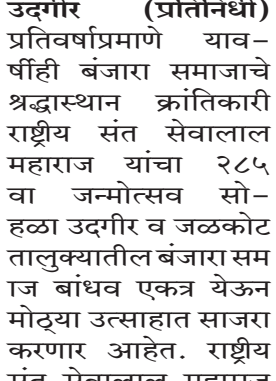 उदगीर (प्रतिनिधी)
प्रतिवर्षाप्रमाणे याव-
र्षीही बंजारा समाजाचे
श्रद्धास्थान क्रांतिकारी
राष्ट्रीय संत सेवालाल
महाराज यांचा २८५
वा जन्मोत्सव सो-
हळा उदगीर व जळकोट
तालुक्यातील बंजारा सम
ाज बांधव एकत्र येऊन
मोठ्या उत्साहात साजरा
करणार आहेत. राष्ट्रीय
संत सेवालाल महाराज